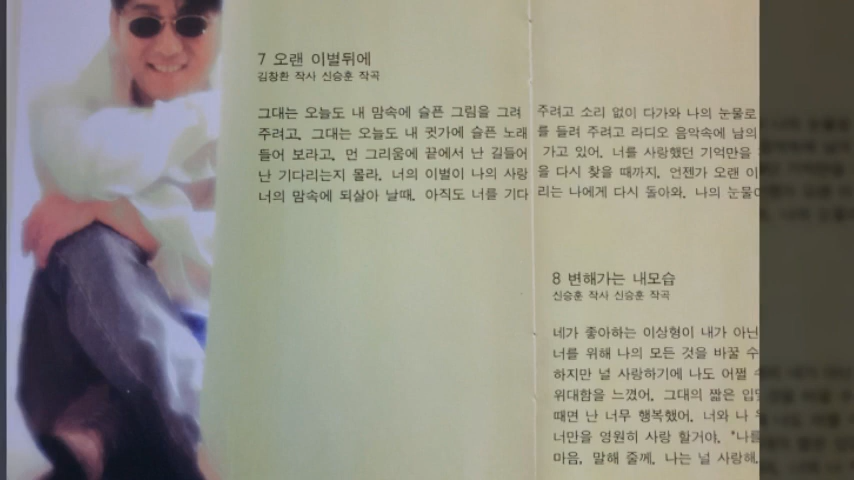 7 오랜 이별뒤에
김창환 작사 신승훈 작곡
그대는 오늘도 내 맘속에 슬픈 그림을 그려 주려고 소리 없이 다가와 나의 눈물로
주려고. 그대는 오늘도 내 귓가에 슬픈 노래를 들려 주려고 라디오 음악속에 남의
들어 보라고. 먼 그리움에 끝에서 난 길들어 가고 있어. 너를 사랑했던 기억만을
난 기다리는지 몰라. 너의 이별이 나의 사랑을 다시 찾을 때까지. 언젠가 오랜 이
너의 맘속에 되살아 날때. 아직도 너를 기다리는 나에게 다시 돌아와. 나의 눈물
8 변해가는 내모습
신승훈 작사 신승훈 작곡
네가 좋아하는 이상형이 내가 아닌
너를 위해 나의 모든 것을 바꿀 수
하지만 널 사랑하기에 나도 어쩔
위대함을 느꼈어. 그대의 짧은
때면 난 너무 행복했어. 너와 나
너만을 영원히 사랑 할거야. *나를
마음. 말해 줄께. 나는 널 사랑해.